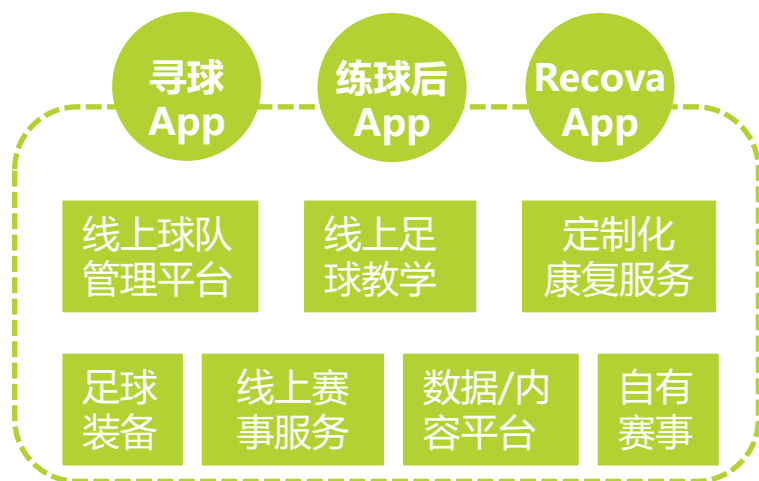 寻球
App
练球后
App
Recova
App
线上球队
管理平台
线上足
球教学
定制化
康复服务
足球
装备
线上赛
事服务
数据/内
容平台
自有
赛事